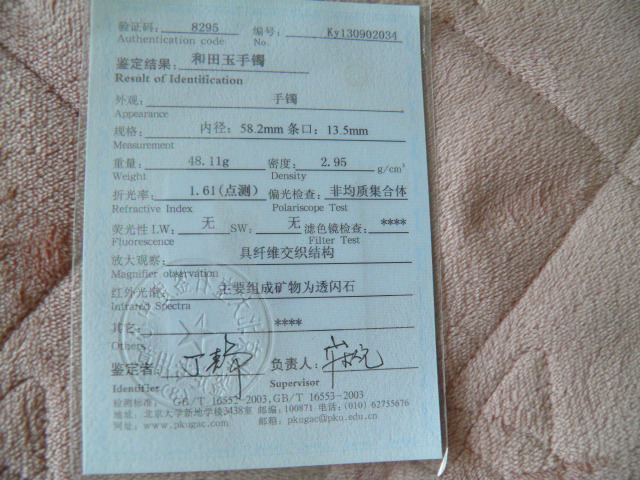 验证码: 8295 编号: Ky130902034
Authentication code No.
鉴定结果: 和田玉手镯
Result of Identification
外观: 手镯
Appearance
规格: 内径: 58.2mm 条口: 13.5mm
Measurement
重量: 48.11g 密度: 2.95 g/cm³
Weight Density
折光率: 1.61(点测) 偏光检查: 非均质集合体
Refractive Index Polariscope Test
荧光性 LW: 无 SW: 无 滤色镜检查: ****
Fluorescence Filter Test
放大观察: 具纤维交织结构
Magnifier observation
红外光谱: 主要组成矿物为透闪石
Infrared Spectra
其它: ****
Others
鉴定者: 负责人:
Identifier Supervisor
检测标准: GB/T 16552-2003,GB/T 16553-2003
地址: 北京大学新地学楼3438室 邮编: 100871 电话: (010) 62755676
网址: www.pkugac.com 邮箱: pkugac@pku.edu.cn